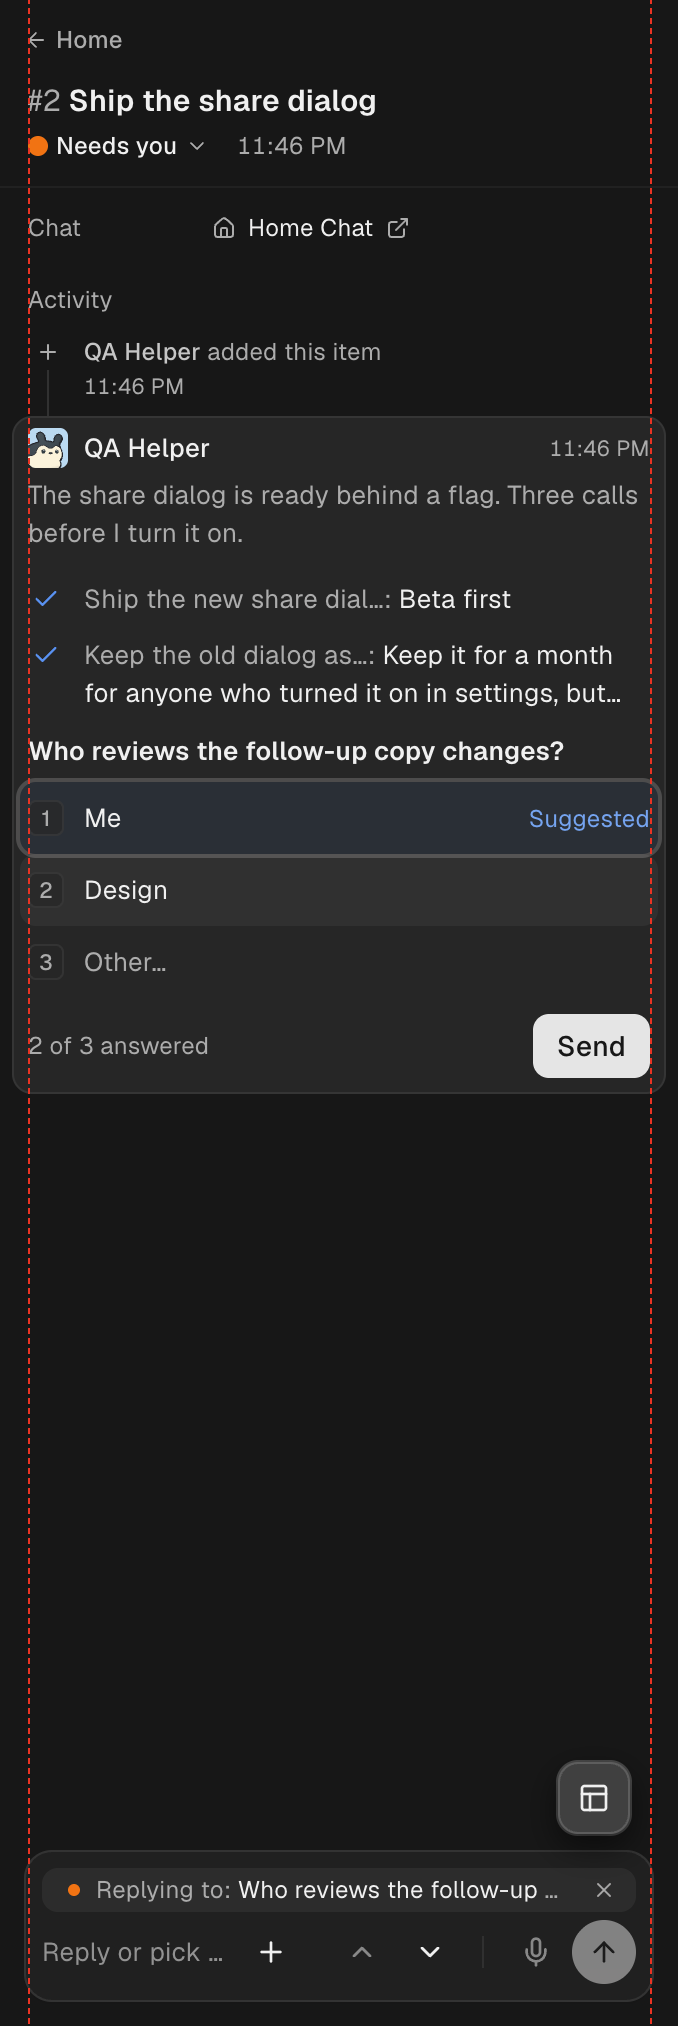 Home
#2 Ship the share dialog
Needs you 11:46 PM
Chat Home Chat
Activity
QA Helper added this item
11:46 PM
QA Helper 11:46 PM
The share dialog is ready behind a flag. Three calls
before I turn it on.
Ship the new share dial...: Beta first
Keep the old dialog as...: Keep it for a month
for anyone who turned it on in settings, but...
Who reviews the follow-up copy changes?
1 Me Suggested
2 Design
3 Other...
2 of 3 answered Send
Replying to: Who reviews the follow-up ...
Reply or pick ...